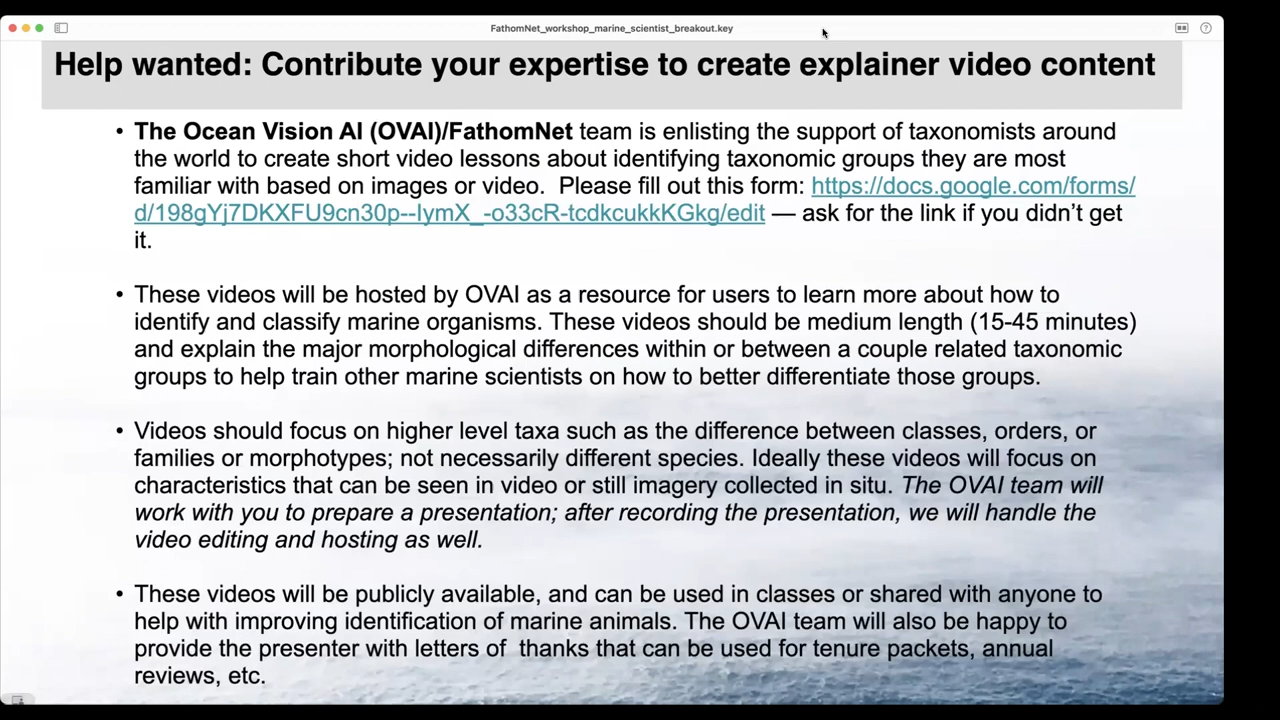 FathomNet_workshop_marine_scientist_breakout.key
Help wanted: Contribute your expertise to create explainer video content
• The Ocean Vision AI (OVAI)/FathomNet team is enlisting the support of taxonomists around
the world to create short video lessons about identifying taxonomic groups they are most
familiar with based on images or video.  Please fill out this form: https://docs.google.com/forms/
d/198gYj7DKXFU9cn30p--IymX_-o33cR-tcdkcukkKGkg/edit — ask for the link if you didn’t get
it.
• These videos will be hosted by OVAI as a resource for users to learn more about how to
identify and classify marine organisms. These videos should be medium length (15-45 minutes)
and explain the major morphological differences within or between a couple related taxonomic
groups to help train other marine scientists on how to better differentiate those groups.
• Videos should focus on higher level taxa such as the difference between classes, orders, or
families or morphotypes; not necessarily different species. Ideally these videos will focus on
characteristics that can be seen in video or still imagery collected in situ. The OVAI team will
work with you to prepare a presentation; after recording the presentation, we will handle the
video editing and hosting as well.
• These videos will be publicly available, and can be used in classes or shared with anyone to
help with improving identification of marine animals. The OVAI team will also be happy to
provide the presenter with letters of  thanks that can be used for tenure packets, annual
reviews, etc.